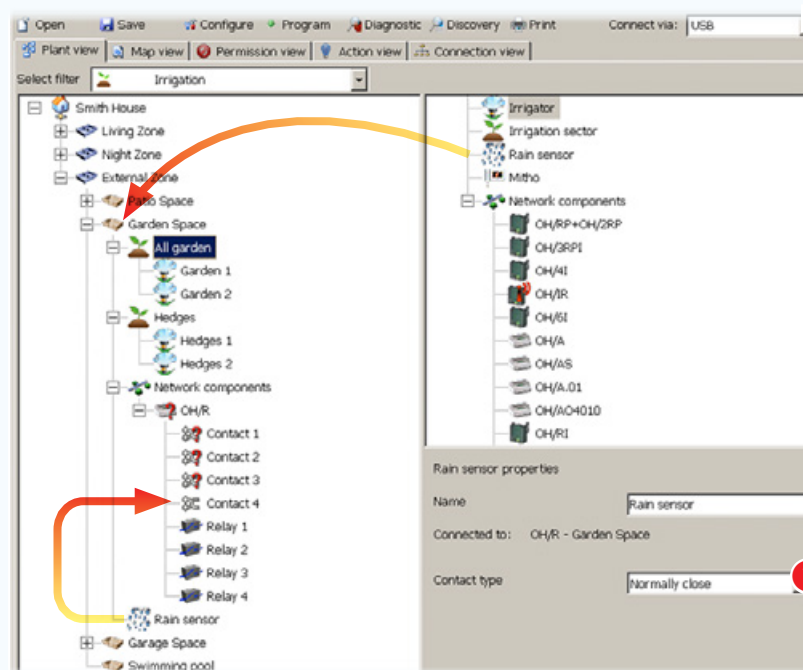 Open Save Configure Program Diagnostic Discovery Print Connect via: USB
Plant view Map view Permission view Action view Connection view
Select filter Irrigation
Smith House
Living Zone
Night Zone
External Zone
Patio Space
Garden Space
All garden
Garden 1
Garden 2
Hedges
Hedges 1
Hedges 2
Network components
OH/R
Contact 1
Contact 2
Contact 3
Contact 4
Relay 1
Relay 2
Relay 3
Relay 4
Rain sensor
Garage Space
Swimming pool
Irrigator
Irrigation sector
Rain sensor
Mitho
Network components
OH/RP+OH/2RP
OH/3RPI
OH/4I
OH/IR
OH/6I
OH/A
OH/AS
OH/A.01
OH/AO4010
OH/RI
Rain sensor properties
Name Rain sensor
Connected to: OH/R - Garden Space
Contact type Normally close